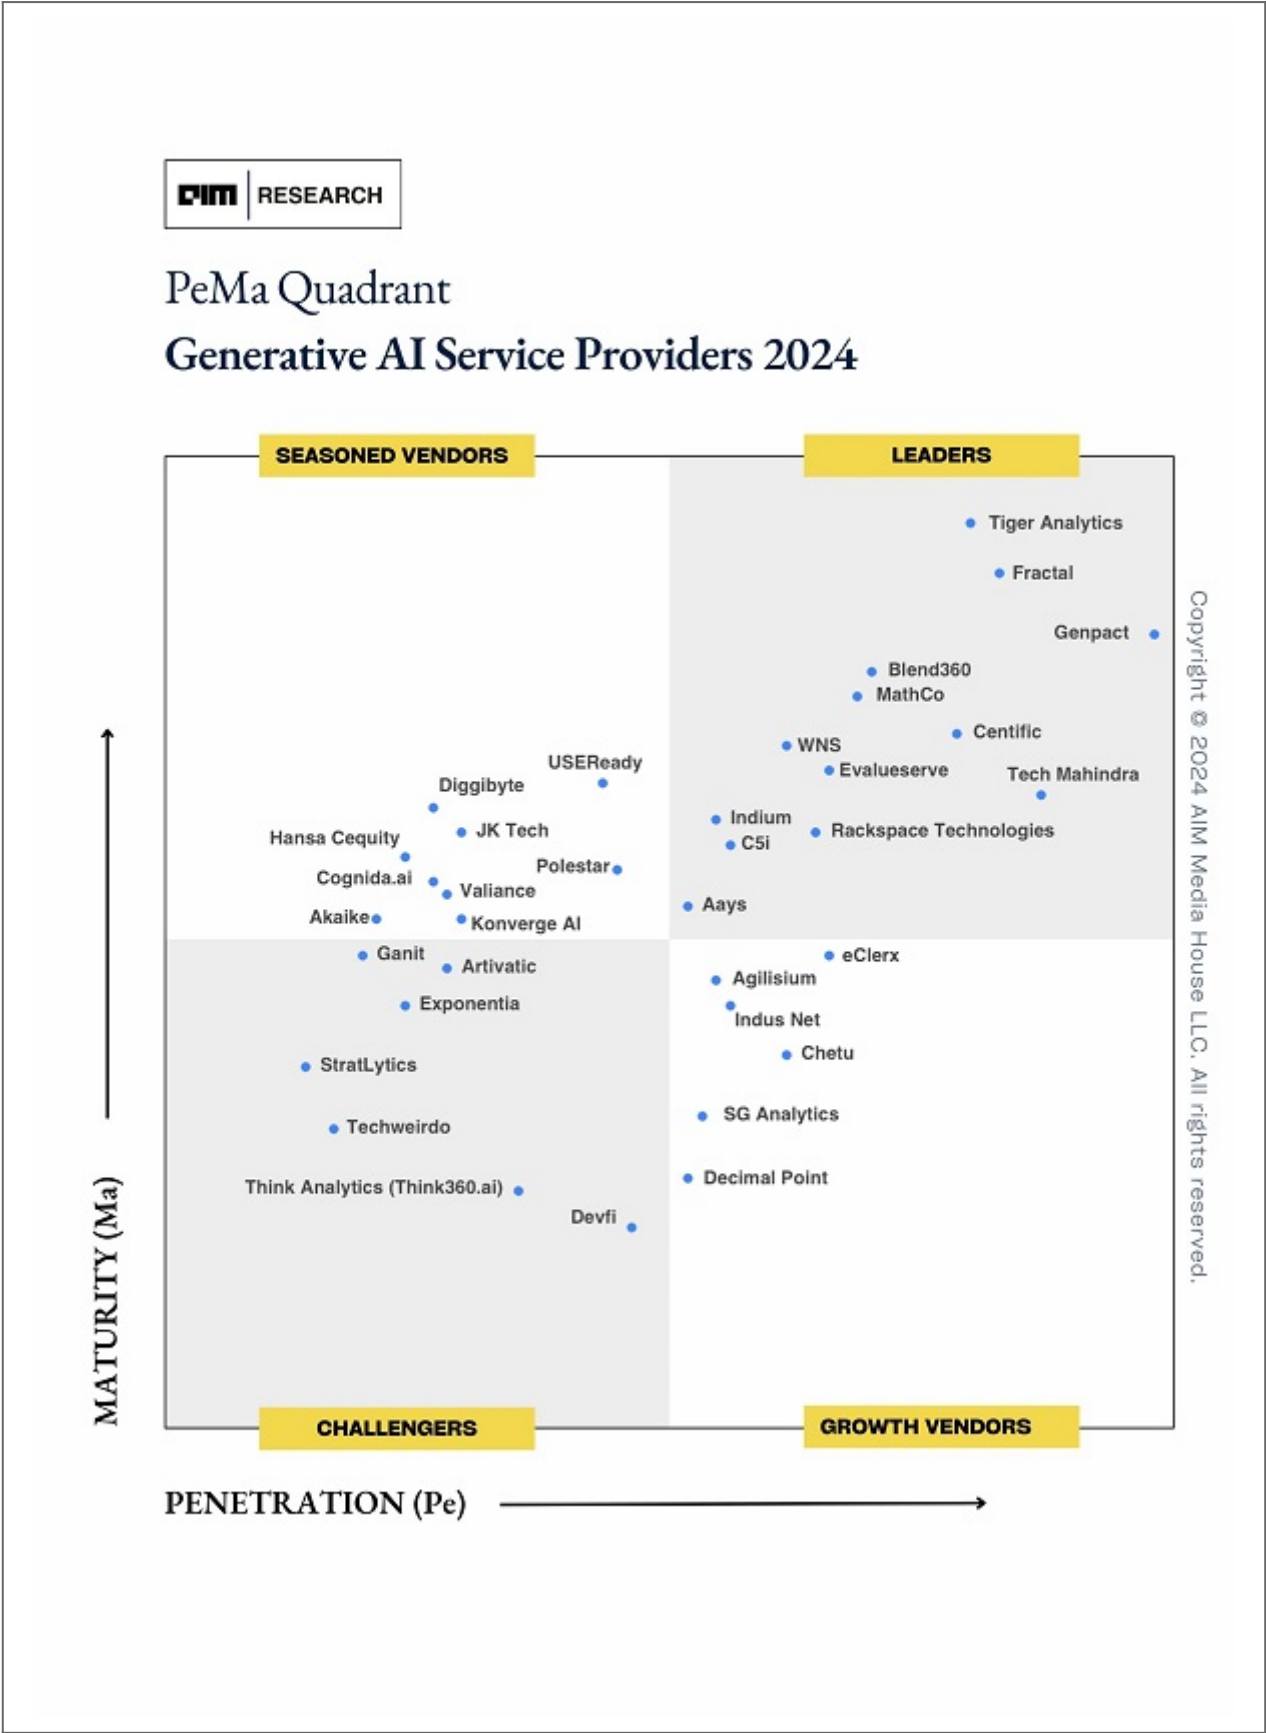 AIM RESEARCH
PeMa Quadrant
Generative AI Service Providers 2024
SEASONED VENDORS
LEADERS
Tiger Analytics
Fractal
Genpact
Blend360
MathCo
Centific
WNS
Evalueserve
Tech Mahindra
Indium
Rackspace Technologies
C5i
Aays
USEReady
Diggibyte
JK Tech
Hansa Cequity
Polestar
Cognida.ai
Valiance
Akaike
Konverge AI
Ganit
Artivatic
Exponentia
StratLytics
Techweirdo
Think Analytics (Think360.ai)
Devfi
eClerx
Agilisium
Indus Net
Chetu
SG Analytics
Decimal Point
CHALLENGERS
GROWTH VENDORS
MATURITY (Ma)
PENETRATION (Pe)
Copyright © 2024 AIM Media House LLC. All rights reserved.